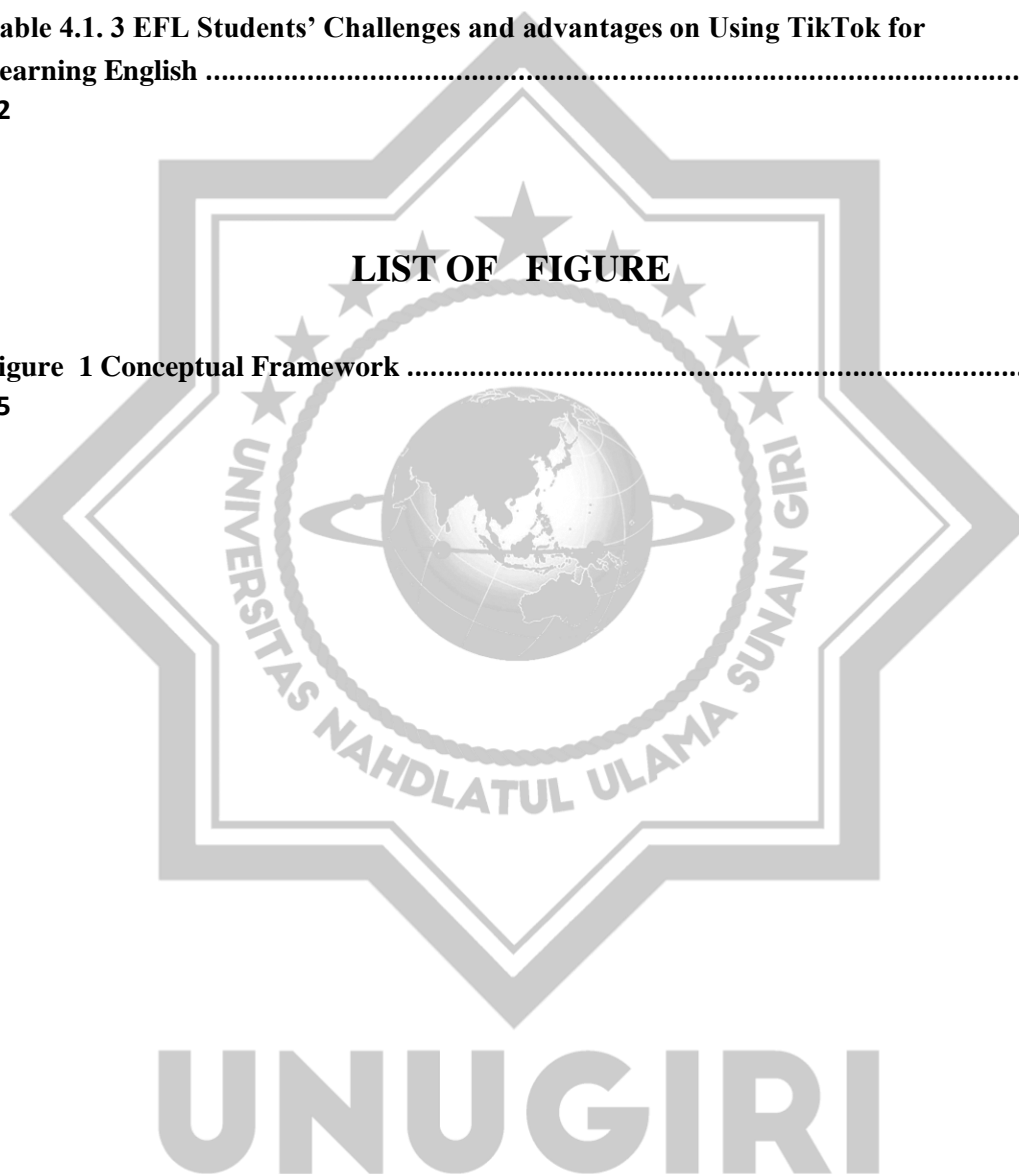 able 4.1. 3 EFL Students’ Challenges and advantages on Using TikTok for
earning English ................................................................................................
2
LIST OF FIGURE
igure 1 Conceptual Framework ........................................................................
5
UNIVERSITAS NAHDLATUL ULAMA SUNAN GIRI
UNUGIRI